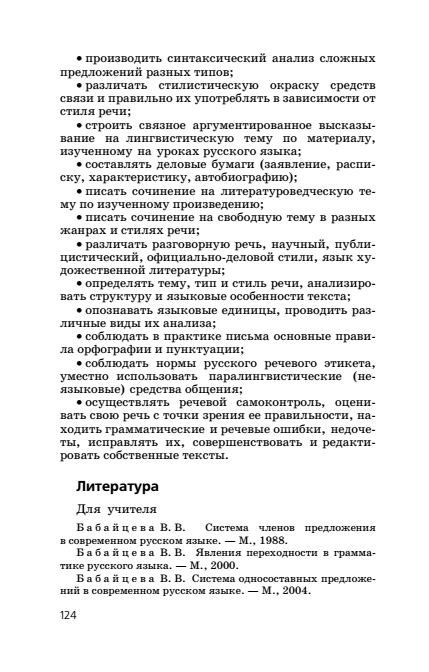 • производить синтаксический анализ сложных
предложений разных типов;
• различать стилистическую окраску средств
связи и правильно их употреблять в зависимости от
стиля речи;
• строить связное аргументированное высказы-
вание на лингвистическую тему по материалу,
изученному на уроках русского языка;
• составлять деловые бумаги (заявление, распи-
ску, характеристику, автобиографию);
• писать сочинение на литературоведческую те-
му по изученному произведению;
• писать сочинение на свободную тему в разных
жанрах и стилях речи;
• различать разговорную речь, научный, публи-
цистический, официально-деловой стили, язык ху-
дожественной литературы;
• определять тему, тип и стиль речи, анализиро-
вать структуру и языковые особенности текста;
• опознавать языковые единицы, проводить раз-
личные виды их анализа;
• соблюдать в практике письма основные прави-
ла орфографии и пунктуации;
• соблюдать нормы русского речевого этикета,
уместно использовать паралингвистические (не-
языковые) средства общения;
• осуществлять речевой самоконтроль, оцени-
вать свою речь с точки зрения ее правильности, на-
ходить грамматические и речевые ошибки, недоче-
ты, исправлять их, совершенствовать и редакти-
ровать собственные тексты.
Литература
Для учителя
Бабайцева В. В. Система членов предложения
в современном русском языке. — М., 1988.
Бабайцева В. В. Явления переходности в грамма-
тике русского языка. — М., 2000.
Бабайцева В. В. Система односоставных предложе-
ний в современном русском языке. — М., 2004.
124